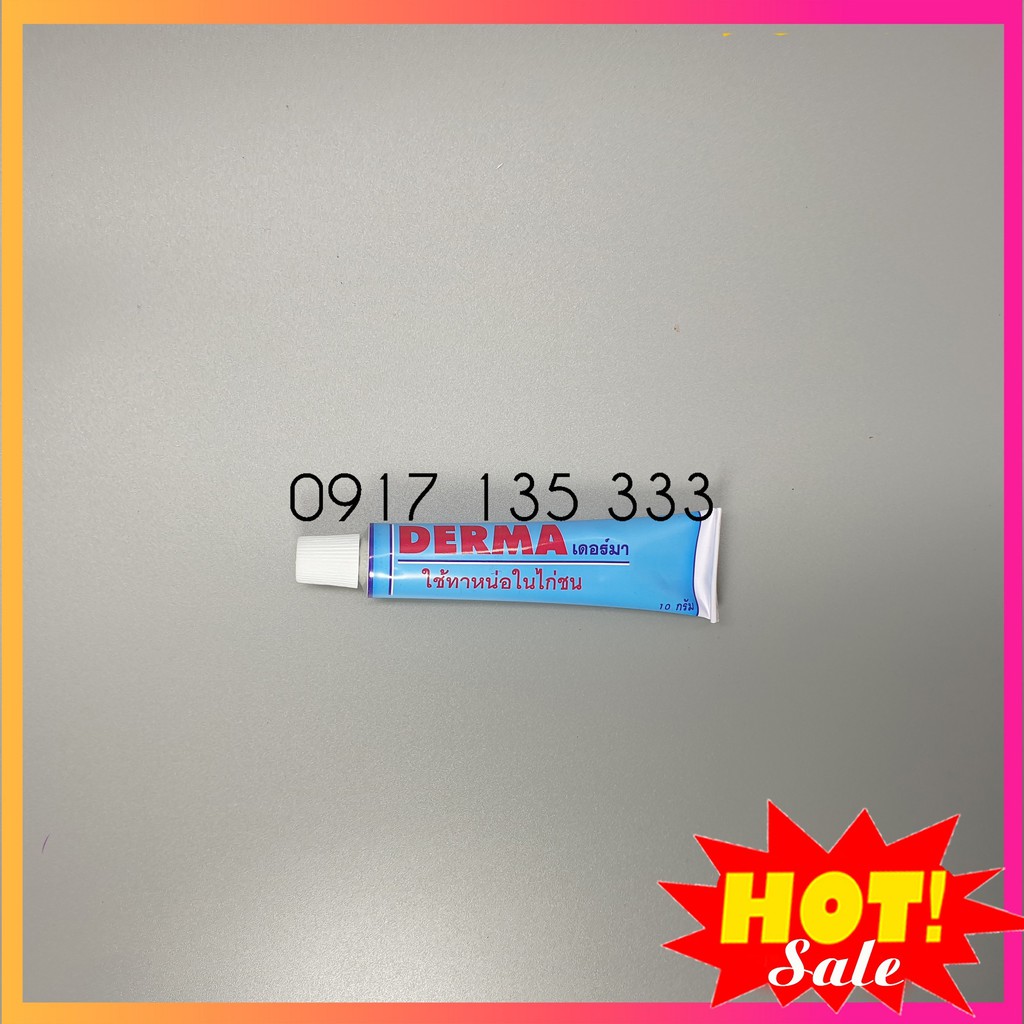 0917 135 333
DERMA เดอร์มา
ใช้ทาหน่อในไก่ชน
10 กรัม
HOT!
Sale